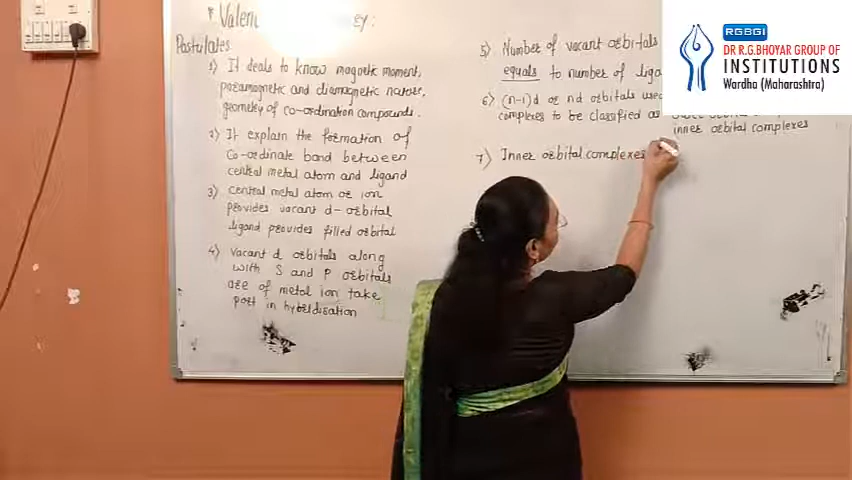 * Valen
Postulates
1) It deals to know magnetic moment,
paramagnetic and diamagnetic nature,
geometry of co-ordination compounds.
2) It explain the formation of
Co-ordinate bond between
central metal atom and ligand
3) central metal atom or ion
provides vacant d-orbital
ligand provides filled orbital
4) vacant d orbitals along
with S and P orbitals
are of metal ion take
part in hybridisation
5) Number of vacant orbitals
equals to number of liga
6) (n-1)d or nd orbitals used
complexes to be classified as
inner orbital complexes
7) Inner orbital complexes
RGBGI
DR R.G.BHOYAR GROUP OF
INSTITUTIONS
Wardha (Maharashtra)